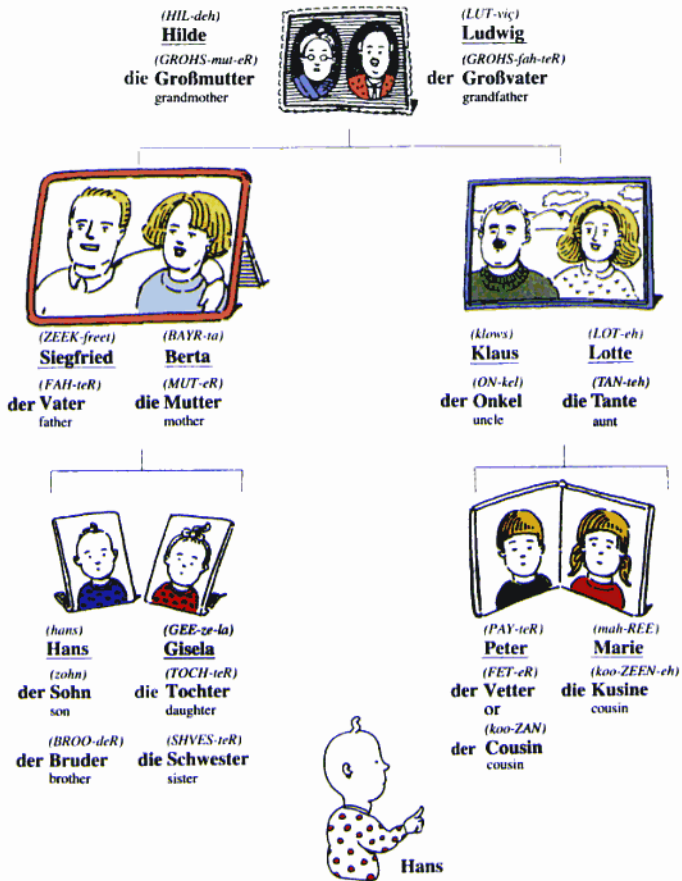 (HIL-deh)
Hilde
(GROHS-mut-eR)
die Großmutter
grandmother
(LUT-viç)
Ludwig
(GROHS-fah-teR)
der Großvater
grandfather
(ZEEK-freet)
Siegfried
(FAH-teR)
der Vater
father
(BAYR-ta)
Berta
(MUT-eR)
die Mutter
mother
(klows)
Klaus
(ON-kel)
der Onkel
uncle
(LOT-eh)
Lotte
(TAN-teh)
die Tante
aunt
(hans)
Hans
(zohn)
der Sohn
son
(BROO-deR)
der Bruder
brother
(GEE-ze-la)
Gisela
(TOCH-teR)
die Tochter
daughter
(SHVES-teR)
die Schwester
sister
(PAY-teR)
Peter
(FET-eR)
der Vetter
or
(koo-ZAN)
der Cousin
cousin
(mah-REE)
Marie
(koo-ZEEN-eh)
die Kusine
cousin
Hans